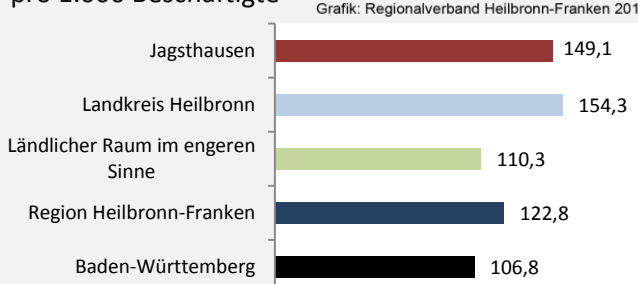 pro 1.000 Beschäftigte
Grafik: Regionalverband Heilbronn-Franken 201
Jagsthausen
149,1
Landkreis Heilbronn
154,3
Ländlicher Raum im engeren
Sinne
110,3
Region Heilbronn-Franken
122,8
Baden-Württemberg
106,8